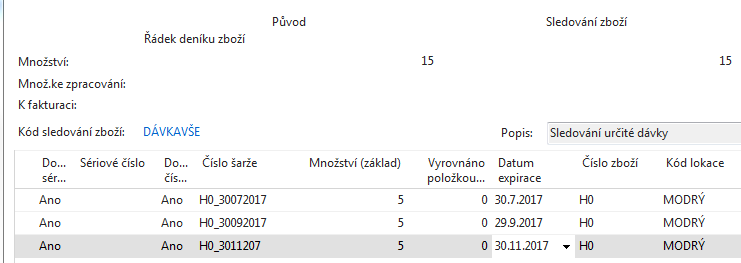 Původ Sledování zboží
Řádek deníku zboží
Množství: 15 15
Množ.ke zpracování:
K fakturaci:
Kód sledování zboží: DÁVKAVŠE Popis: Sledování určité dávky
Do... sér... Sériové číslo Do... čís... Číslo šarže Množství (základ) Vyrovnáno položkou... Datum expirace Číslo zboží Kód lokace
Ano Ano H0_30072017 5 0 30.7.2017 H0 MODRÝ
Ano Ano H0_30092017 5 0 29.9.2017 H0 MODRÝ
Ano Ano H0_3011207 5 0 30.11.2017 H0 MODRÝ